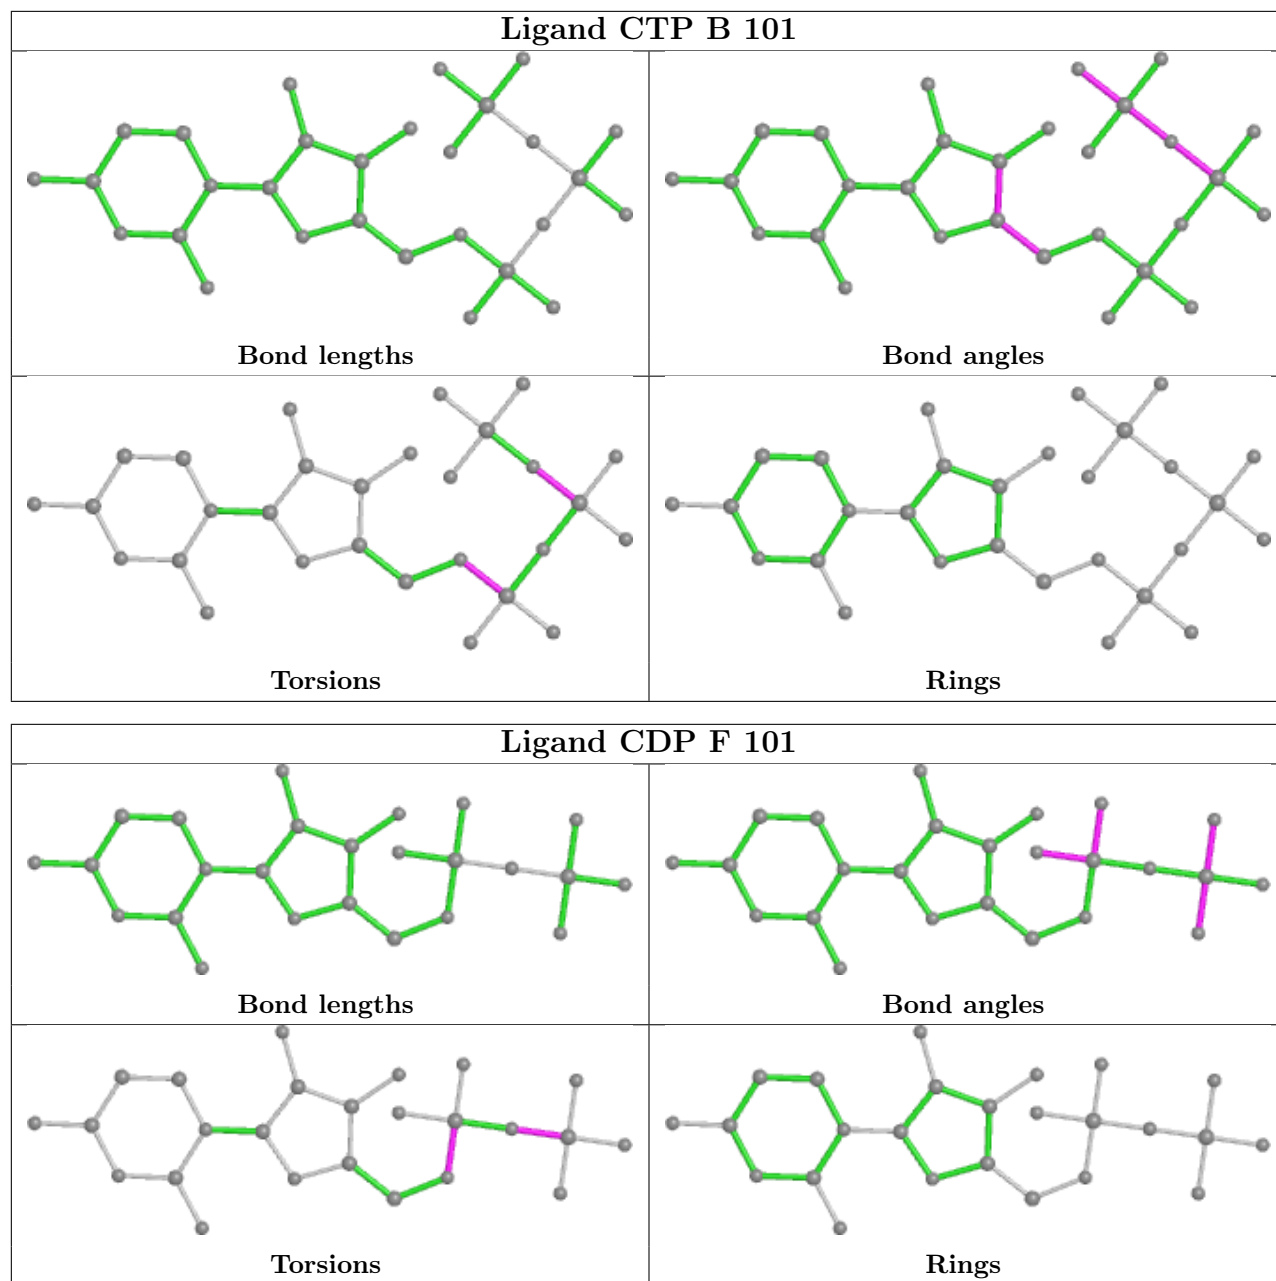 Ligand CTP B 101
Bond lengths
Bond angles
Torsions
Rings
Ligand CDP F 101
Bond lengths
Bond angles
Torsions
Rings